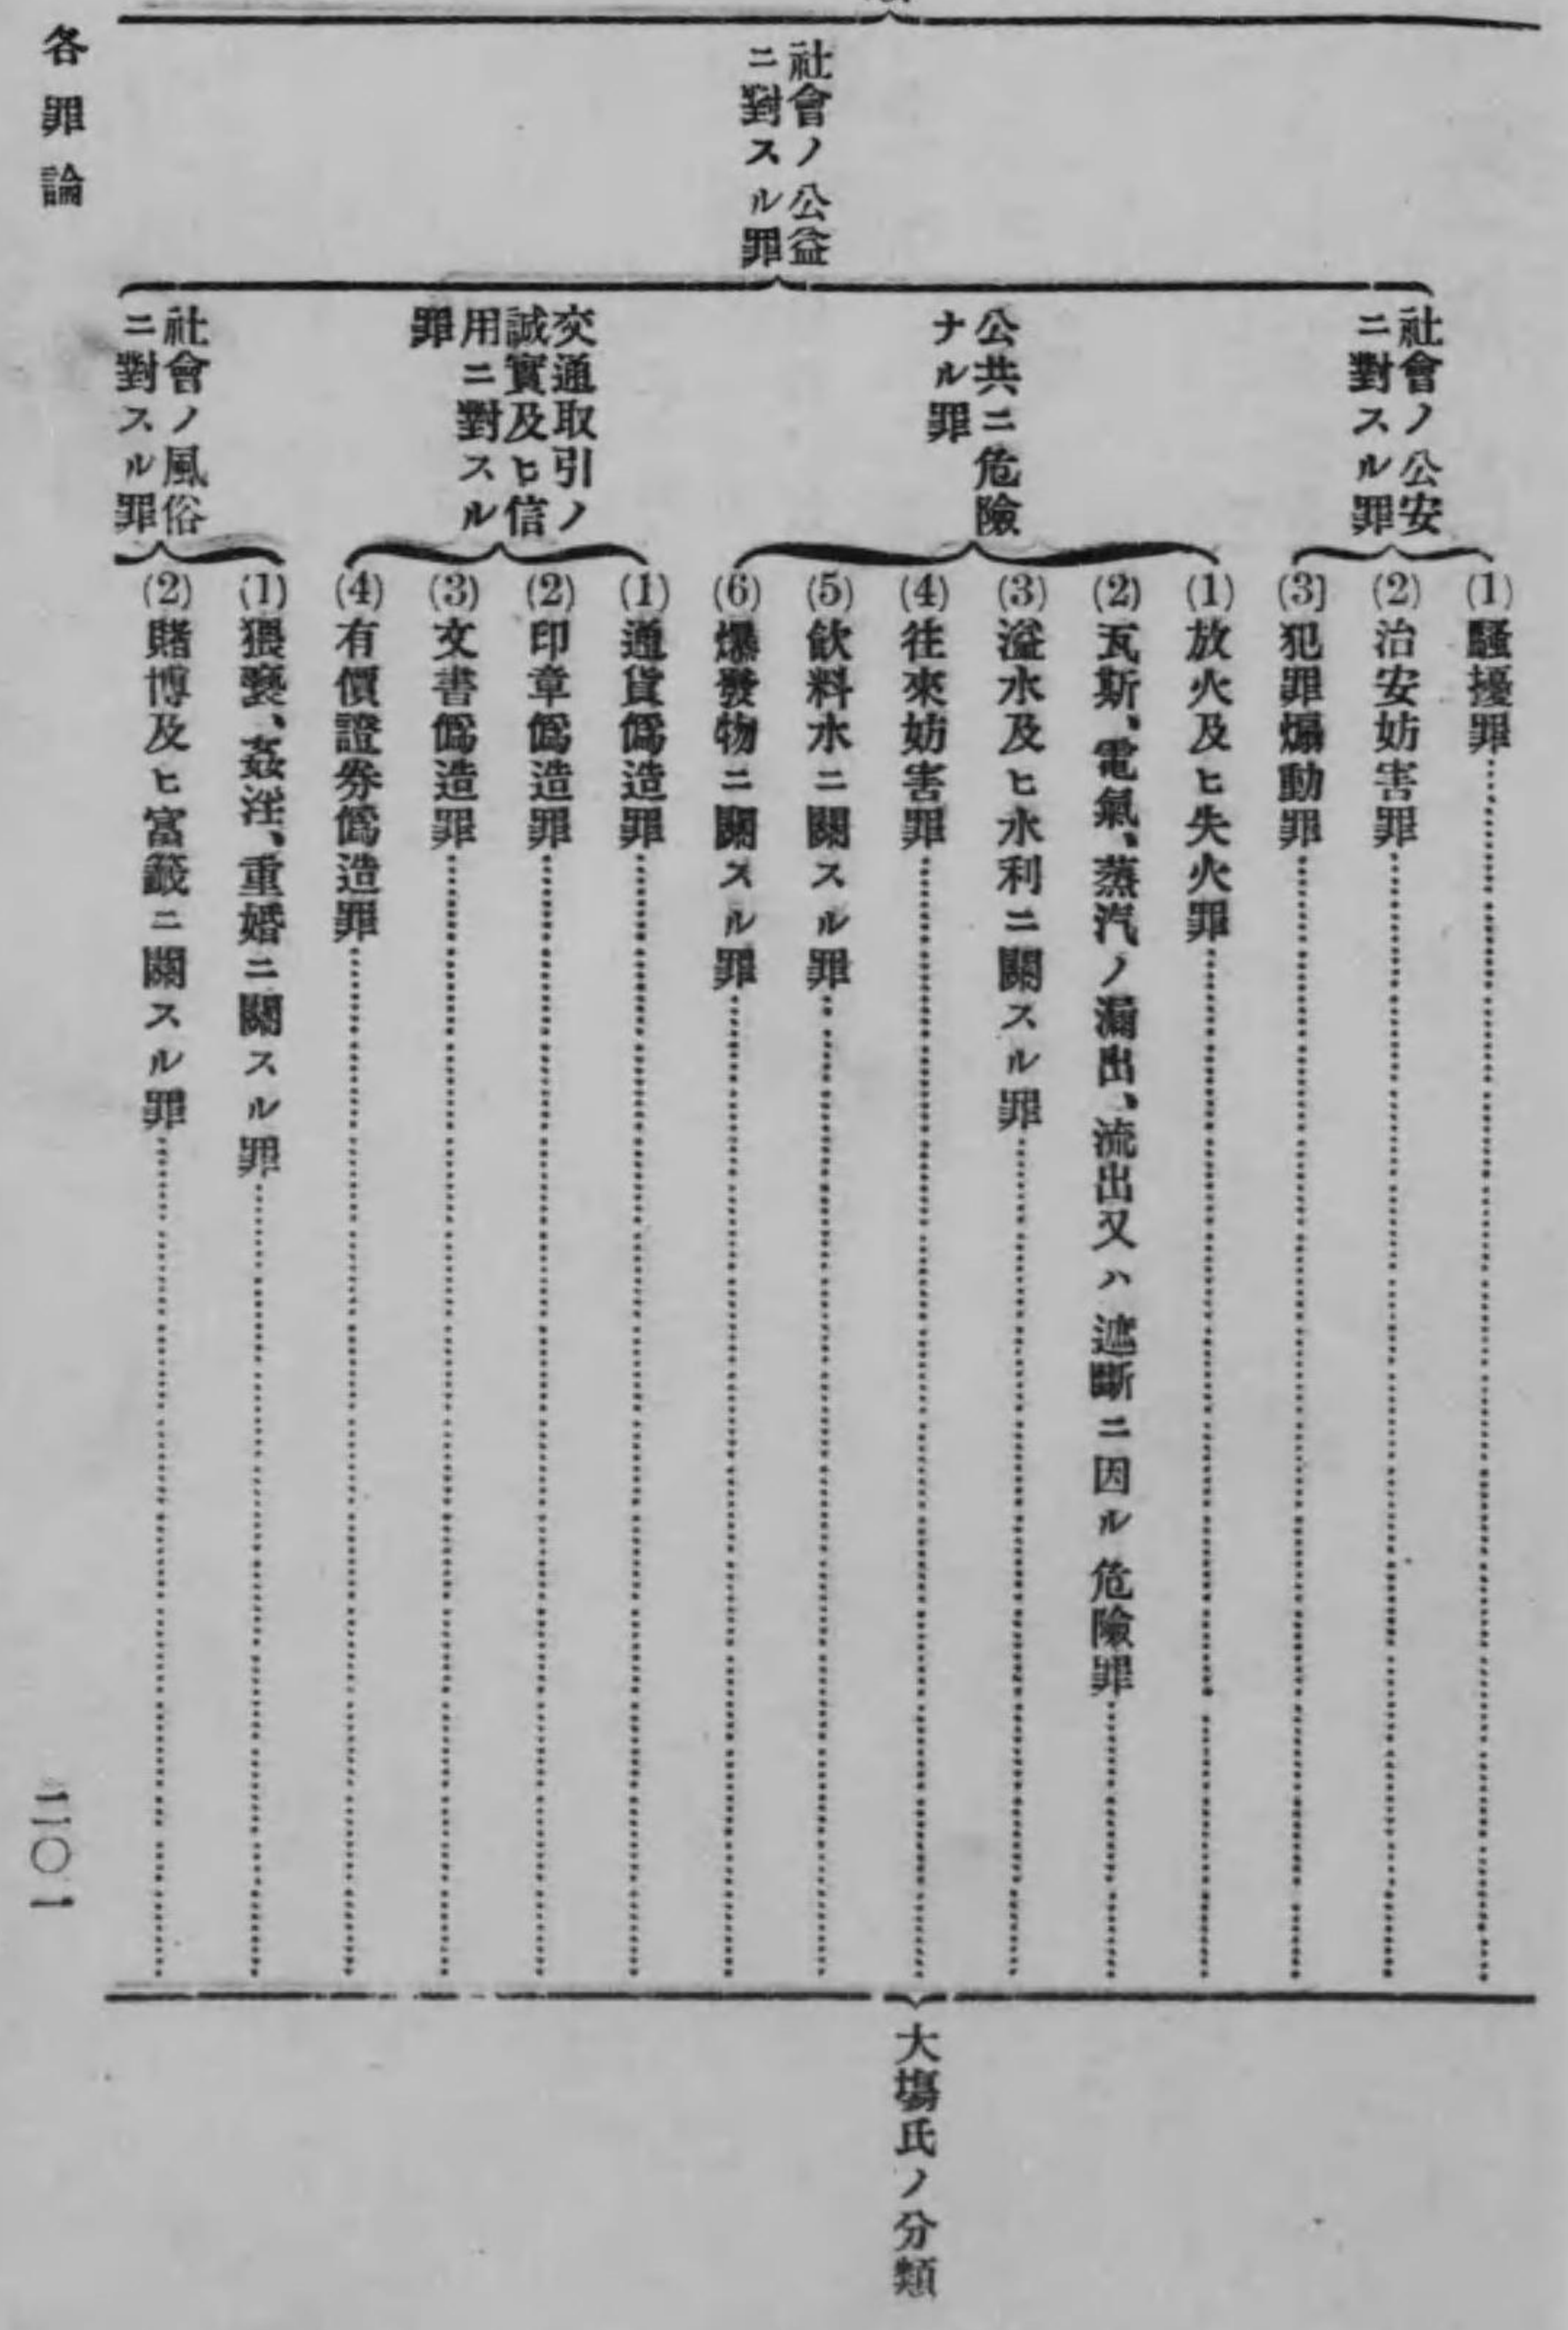 社會ノ公益
ニ對スル罪
社會ノ公安
ニ對スル罪
(1)騷擾罪
(2)治安妨害罪
(3)犯罪煽動罪
公共ニ危險
ナル罪
(1)放火及ヒ失火罪
(2)瓦斯、電氣、蒸汽ノ漏出、流出又ハ遮斷ニ因ル危險罪
(3)溢水及ヒ水利ニ關スル罪
(4)往來妨害罪
(5)飮料水ニ關スル罪
(6)爆發物ニ關スル罪
交通取引ノ
誠實及ヒ信
用ニ對スル
罪
(1)通貨僞造罪
(2)印章僞造罪
(3)文書僞造罪
(4)有價證券僞造罪
社會ノ風俗
ニ對スル罪
(1)猥褻、姦淫、重婚ニ關スル罪
(2)賭博及ヒ富籤ニ關スル罪
大塲氏ノ分類
各罪論
二〇一